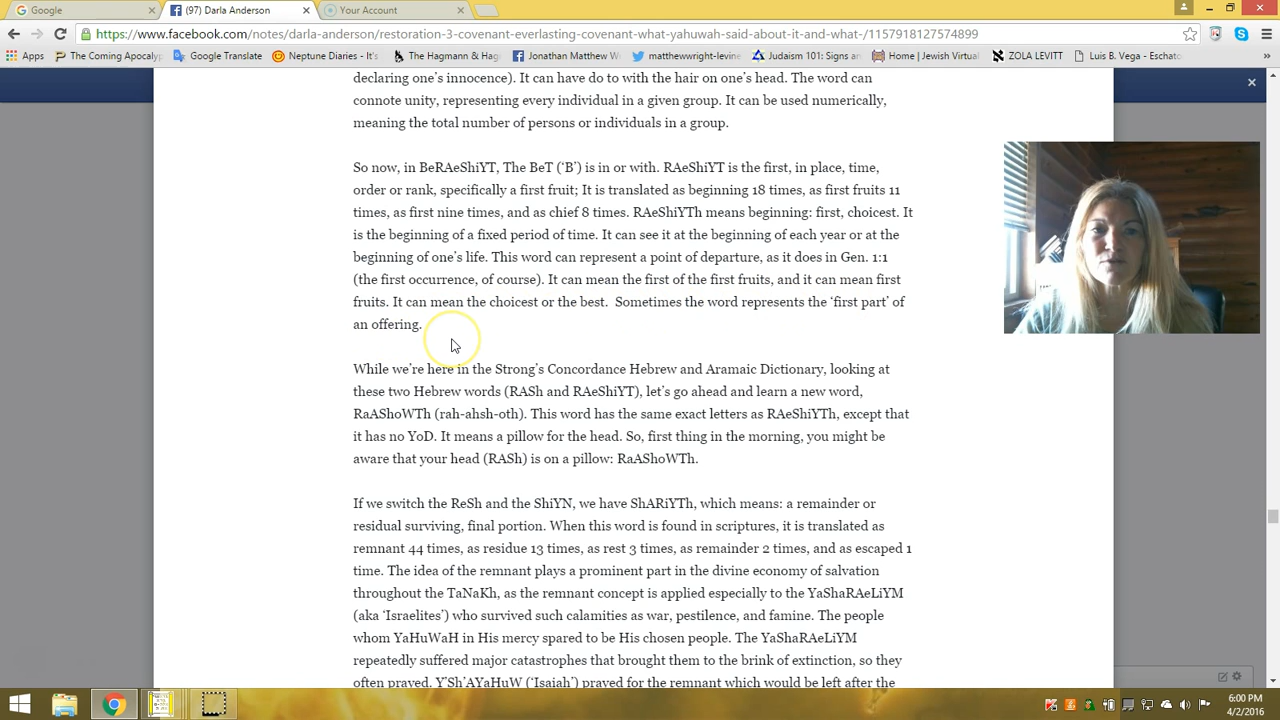 Google
(97) Darla Anderson
Your Account
https://www.facebook.com/notes/darla-anderson/restoration-3-covenant-everlasting-covenant-what-yahuwah-said-about-it-and-what-/1157918127574899
Apps
The Coming Apocalyp
Google Translate
Neptune Diaries - It's
The Hagmann & Hag
Jonathan Matthew W
matthewwright-levine
Judaism 101: Signs an
Home | Jewish Virtual
ZOLA LEVITT
Luis B. Vega - Eschato
declaring one's innocence). It can have do to with the hair on one's head. The word can
connote unity, representing every individual in a given group. It can be used numerically,
meaning the total number of persons or individuals in a group.
So now, in BeRAeShiYT, The BeT ('B') is in or with. RAeShiYT is the first, in place, time,
order or rank, specifically a first fruit; It is translated as beginning 18 times, as first fruits 11
times, as first nine times, and as chief 8 times. RAeShiYTh means beginning: first, choicest. It
is the beginning of a fixed period of time. It can see it at the beginning of each year or at the
beginning of one's life. This word can represent a point of departure, as it does in Gen. 1:1
(the first occurrence, of course). It can mean the first of the first fruits, and it can mean first
fruits. It can mean the choicest or the best. Sometimes the word represents the 'first part' of
an offering.
While we're here in the Strong's Concordance Hebrew and Aramaic Dictionary, looking at
these two Hebrew words (RASh and RAeShiYT), let's go ahead and learn a new word,
RaAShoWTh (rah-ahsh-oth). This word has the same exact letters as RAeShiYTh, except that
it has no YoD. It means a pillow for the head. So, first thing in the morning, you might be
aware that your head (RASh) is on a pillow: RaAShoWTh.
If we switch the ReSh and the ShiYN, we have ShARiYTh, which means: a remainder or
residual surviving, final portion. When this word is found in scriptures, it is translated as
remnant 44 times, as residue 13 times, as rest 3 times, as remainder 2 times, and as escaped 1
time. The idea of the remnant plays a prominent part in the divine economy of salvation
throughout the TaNaKh, as the remnant concept is applied especially to the YaShaRAeLiYM
(aka 'Israelites') who survived such calamities as war, pestilence, and famine. The people
whom YaHuWaH in His mercy spared to be His chosen people. The YaShaRAeLiYM
repeatedly suffered major catastrophes that brought them to the brink of extinction, so they
often prayed. Y'Sh'AYaHuW ('Isaiah') prayed for the remnant which would be left after the
6:00 PM
4/2/2016